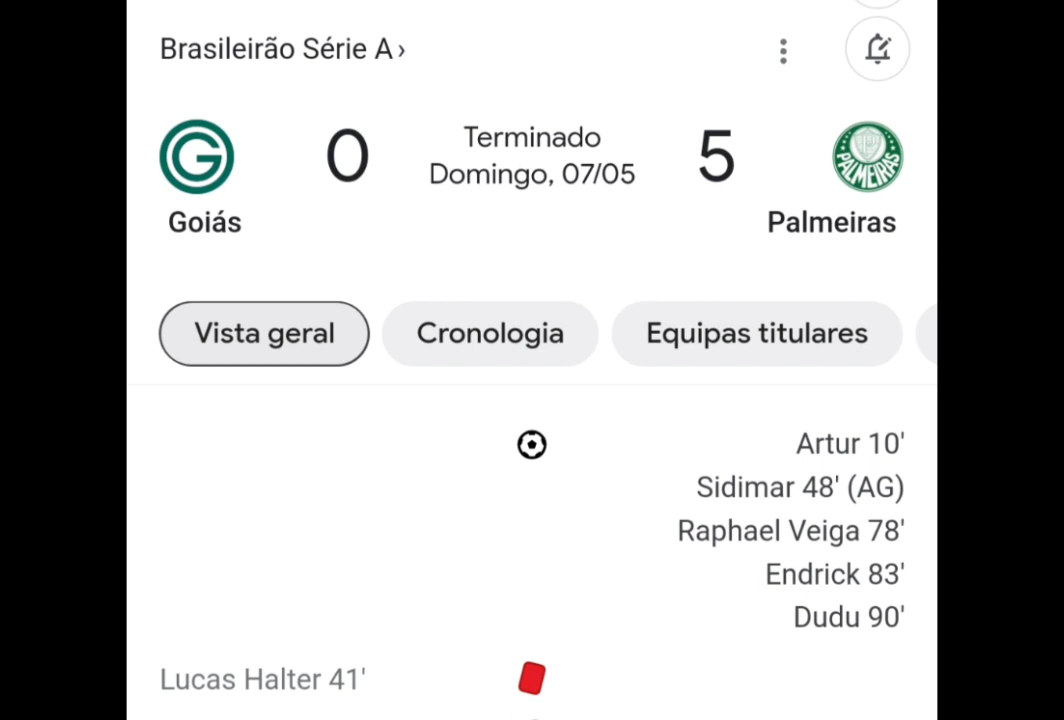 Brasileirão Série A ›
0
Terminado
5
Domingo, 07/05
PALMEIRAS
Goiás
Palmeiras
Vista geral
Cronologia
Equipas titulares
Artur 10'
Sidimar 48' (AG)
Raphael Veiga 78'
Endrick 83'
Dudu 90'
Lucas Halter 41'